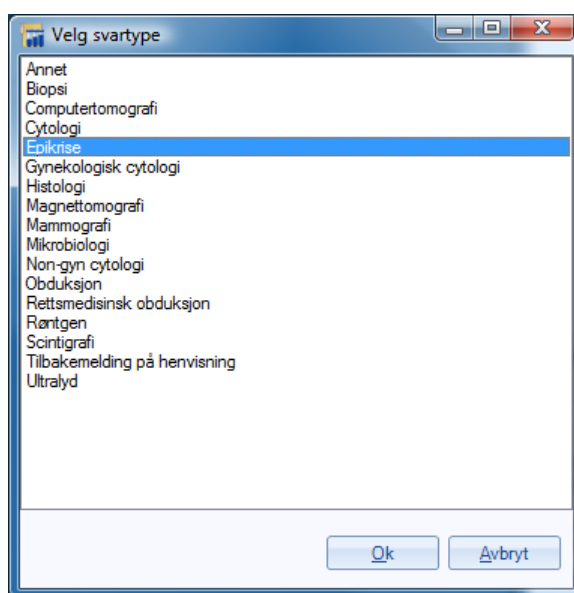 Velg svartype
Annet
Biopsi
Computertomografi
Cytologi
Epikrise
Gynekologisk cytologi
Histologi
Magnettomografi
Mammografi
Mikrobiologi
Non-gyn cytologi
Obduksjon
Rettsmedisinsk obduksjon
Røntgen
Scintigrafi
Tilbakemelding på henvisning
Ultralyd
Ok Avbryt